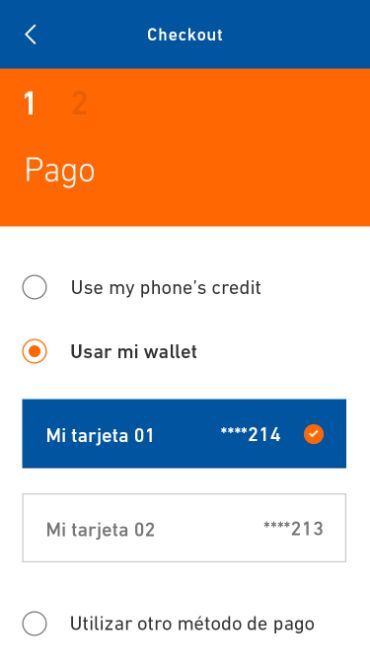 Checkout
1 2
Pago
Use my phone's credit
Usar mi wallet
Mi tarjeta 01 ****214
Mi tarjeta 02 ****213
Utilizar otro método de pago